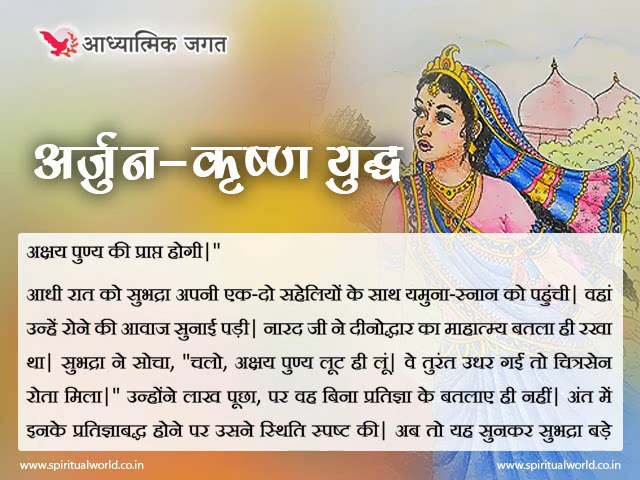 आध्यात्मिक जगत
अर्जुन-कृष्ण युद्ध
अक्षय पुण्य की प्राप्त होगी|"
आधी रात को सुभद्रा अपनी एक-दो सहेलियों के साथ यमुना-स्नान को पहुंची| वहां
उन्हें रोने की आवाज सुनाई पड़ी| नारद जी ने दीनोद्धार का माहात्म्य बतला ही रखा
था| सुभद्रा ने सोचा, "चलो, अक्षय पुण्य लूट ही लूं| वे तुरंत उधर गई तो चित्रसेन
रोता मिला|" उन्होंने लाख पूछा, पर वह बिना प्रतिज्ञा के बतलाए ही नहीं| अंत में
इनके प्रतिज्ञाबद्ध होने पर उसने स्थिति स्पष्ट की| अब तो यह सुनकर सुभद्रा बड़े
www.spiritualworld.co.in www.spiritualworld.co.in